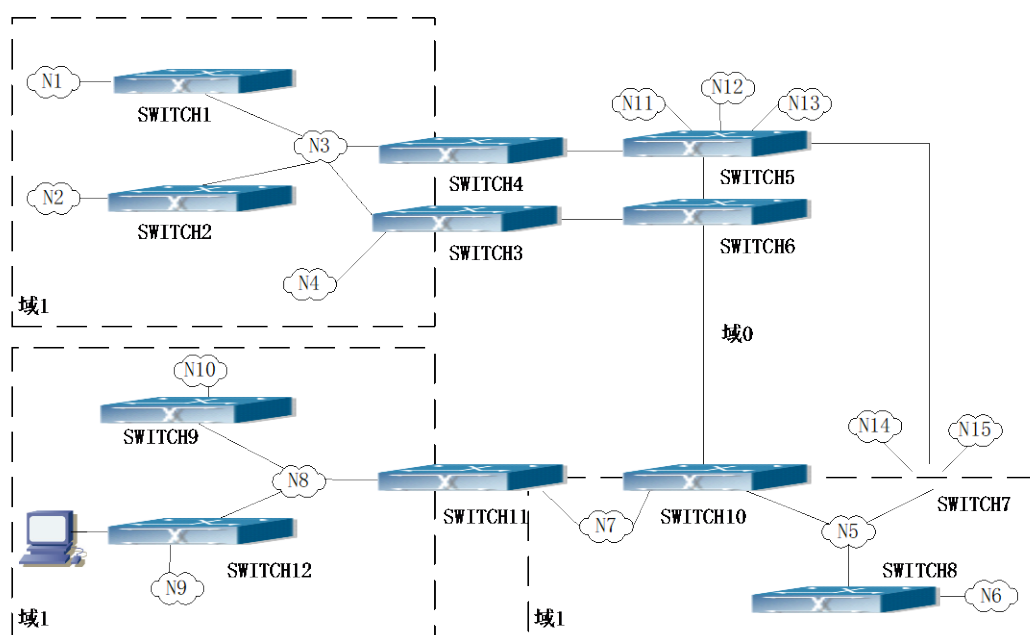 N1
SWITCH1
N2
SWITCH2
N3
N4
SWITCH4
SWITCH3
域1
N11
N12
N13
SWITCH5
SWITCH6
域0
N10
SWITCH9
N8
SWITCH12
N9
域1
SWITCH11
N7
SWITCH10
N14
N15
SWITCH7
N5
SWITCH8
N6
域1